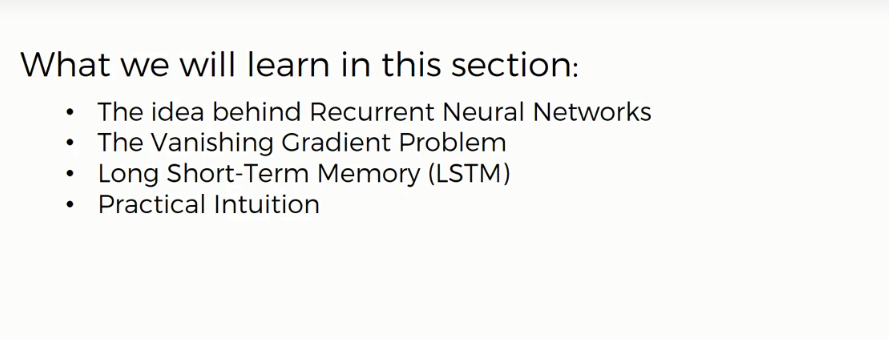 What we will learn in this section:
• The idea behind Recurrent Neural Networks
• The Vanishing Gradient Problem
• Long Short-Term Memory (LSTM)
• Practical Intuition